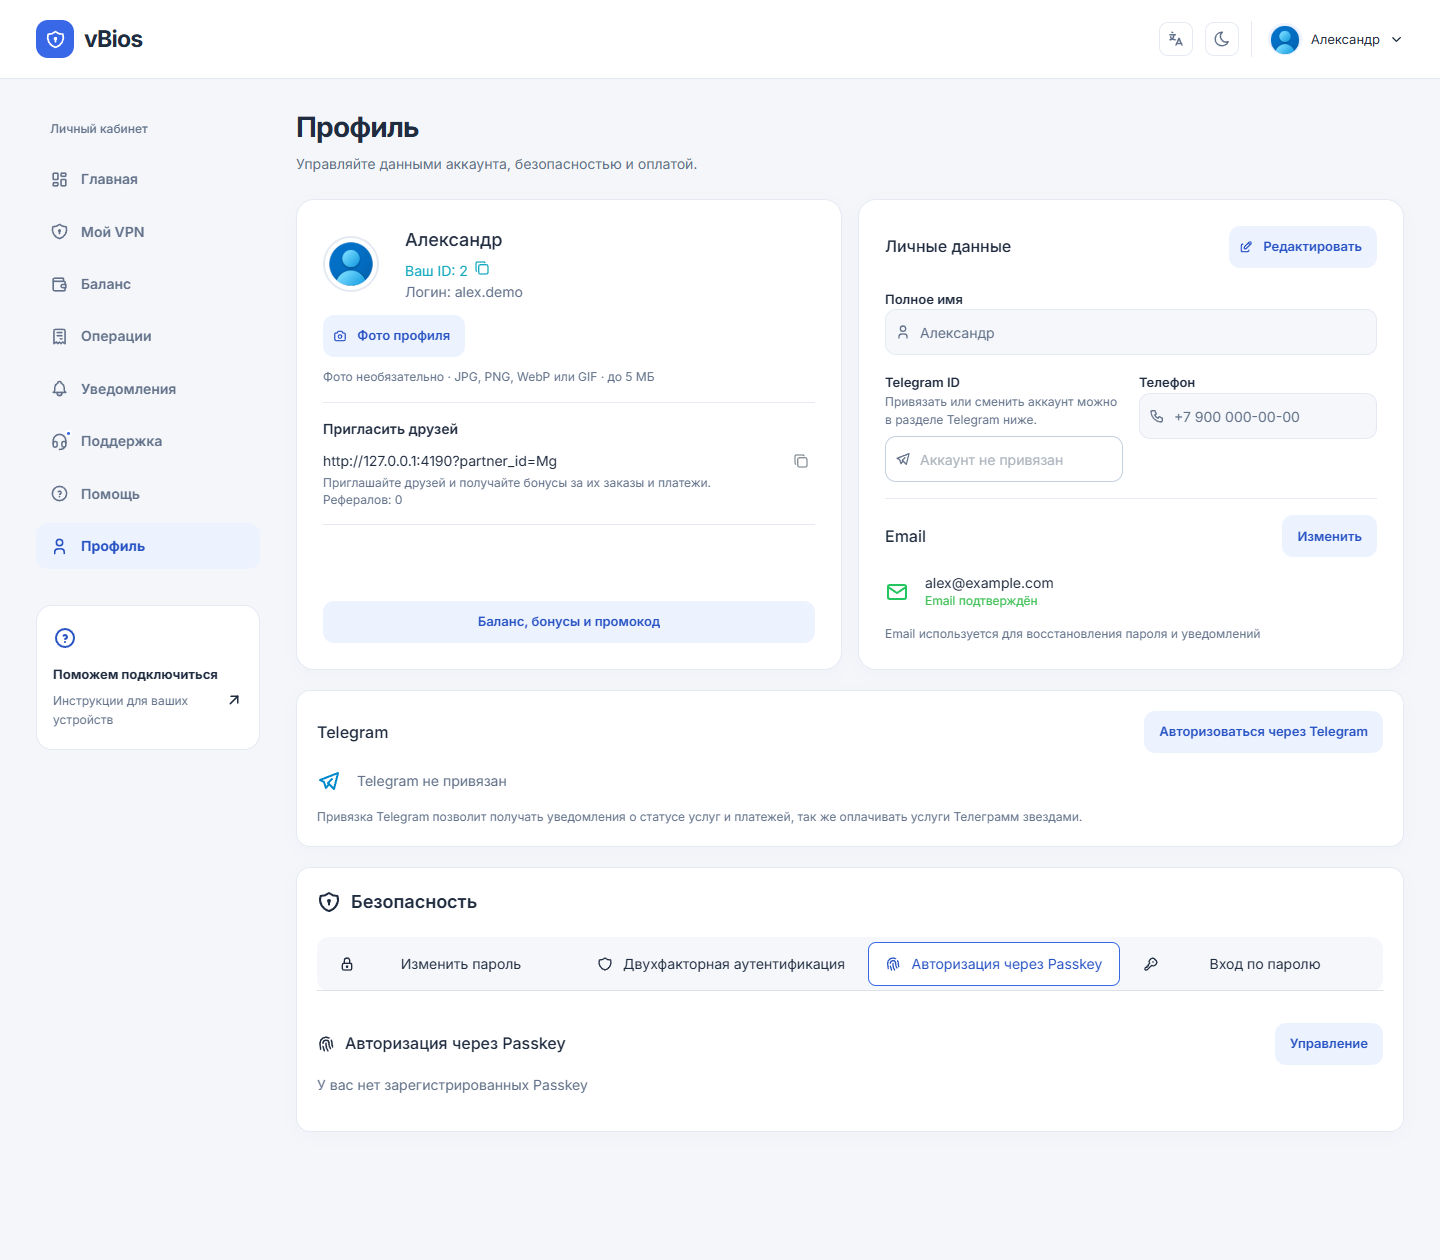 vBios
Александр
Личный кабинет
Главная
Мой VPN
Баланс
Операции
Уведомления
Поддержка
Помощь
Профиль
Поможем подключиться
Инструкции для ваших
устройств
Профиль
Управляйте данными аккаунта, безопасностью и оплатой.
Александр
Ваш ID: 2
Логин: alex.demo
Фото профиля
Фото необязательно · JPG, PNG, WebP или GIF · до 5 МБ
Пригласить друзей
http://127.0.0.1:4190?partner_id=Mg
Приглашайте друзей и получайте бонусы за их заказы и платежи.
Рефералов: 0
Баланс, бонусы и промокод
Личные данные
Редактировать
Полное имя
Александр
Telegram ID
Привязать или сменить аккаунт можно
в разделе Telegram ниже.
Аккаунт не привязан
Телефон
+7 900 000-00-00
Email
Изменить
alex@example.com
Email подтверждён
Email используется для восстановления пароля и уведомлений
Telegram
Авторизоваться через Telegram
Telegram не привязан
Привязка Telegram позволит получать уведомления о статусе услуг и платежей, так же оплачивать услуги Телеграмм звездами.
Безопасность
Изменить пароль
Двухфакторная аутентификация
Авторизация через Passkey
Вход по паролю
Авторизация через Passkey
Управление
У вас нет зарегистрированных Passkey